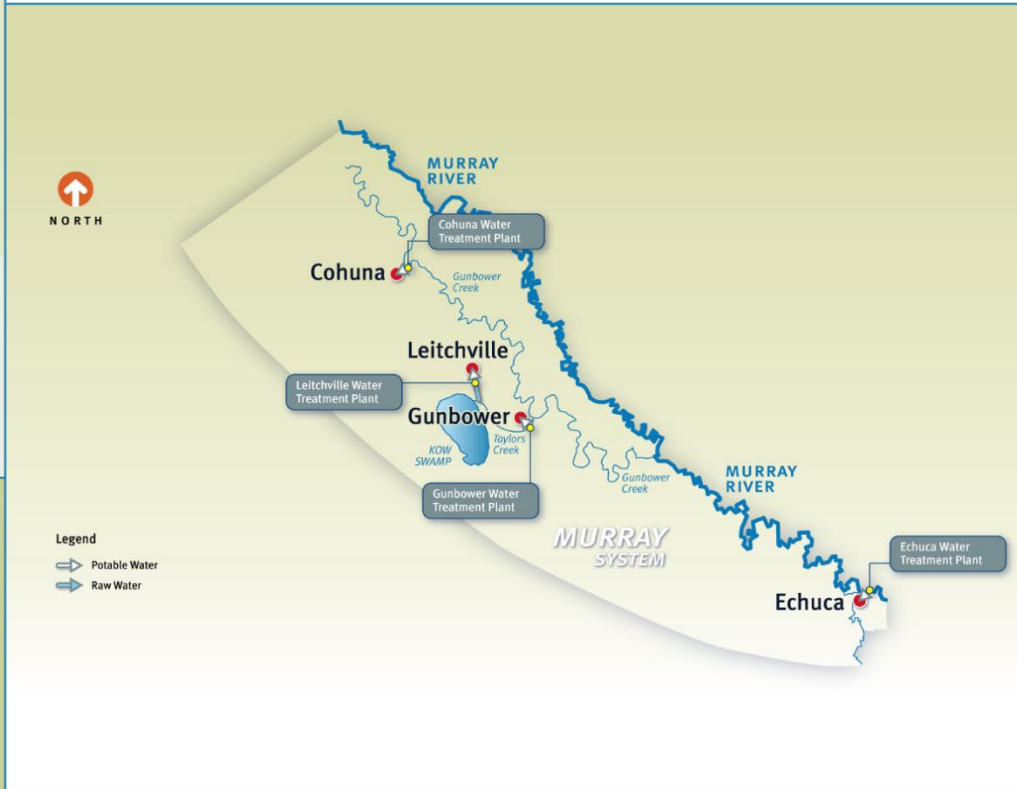 MURRAY
RIVER
NORTH
Cohuna Water
Treatment Plant
Cohuna
Gunbower
Creek
Leitchville
Leitchville Water
Treatment Plant
Gunbower
Taylors
Creek
KOW
SWAMP
Gunbower
Creek
MURRAY
RIVER
Gunbower Water
Treatment Plant
MURRAY
SYSTEM
Legend
Potable Water
Raw Water
Echuca Water
Treatment Plant
Echuca